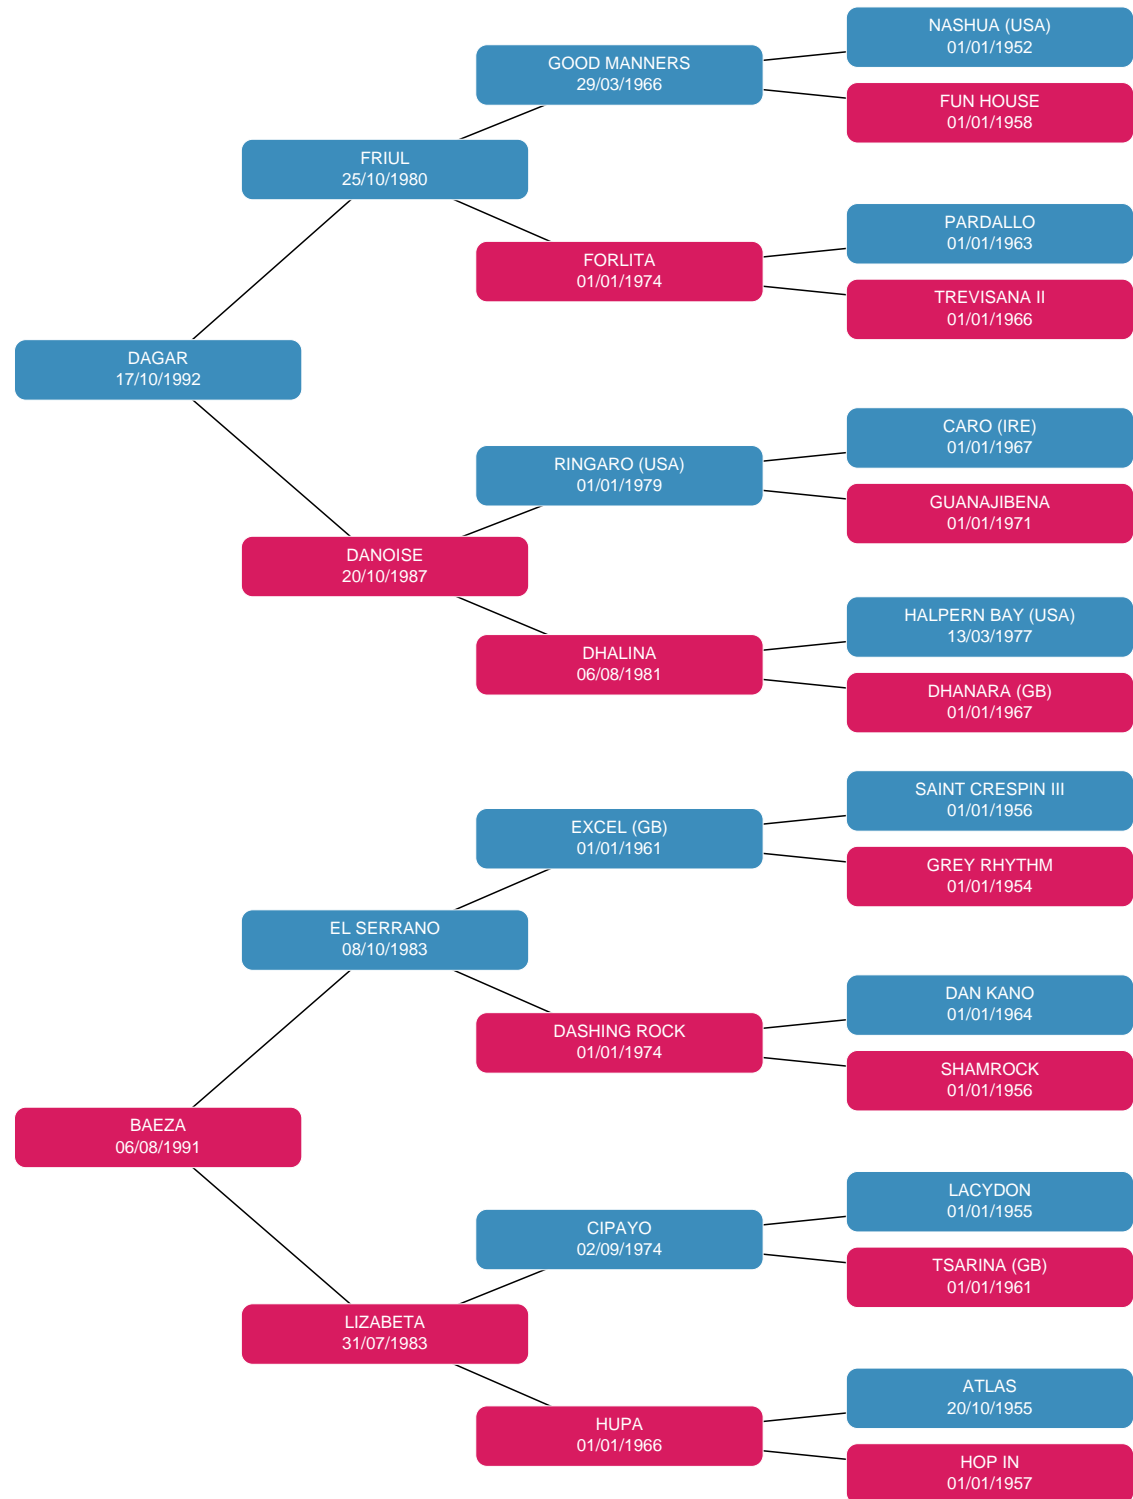 NASHUA (USA)
01/01/1952
GOOD MANNERS
29/03/1966
FUN HOUSE
01/01/1958
FRIUL
25/10/1980
PARDALLO
01/01/1963
FORLITA
01/01/1974
TREVISANA II
01/01/1966
DAGAR
17/10/1992
CARO (IRE)
01/01/1967
RINGARO (USA)
01/01/1979
GUANAJIBENA
01/01/1971
DANOISE
20/10/1987
HALPERN BAY (USA)
13/03/1977
DHALINA
06/08/1981
DHANARA (GB)
01/01/1967
SAINT CRESPIN III
01/01/1956
EXCEL (GB)
01/01/1961
GREY RHYTHM
01/01/1954
EL SERRANO
08/10/1983
DAN KANO
01/01/1964
DASHING ROCK
01/01/1974
SHAMROCK
01/01/1956
BAEZA
06/08/1991
LACYDON
01/01/1955
CIPAYO
02/09/1974
TSARINA (GB)
01/01/1961
LIZABETA
31/07/1983
ATLAS
20/10/1955
HUPA
01/01/1966
HOP IN
01/01/1957